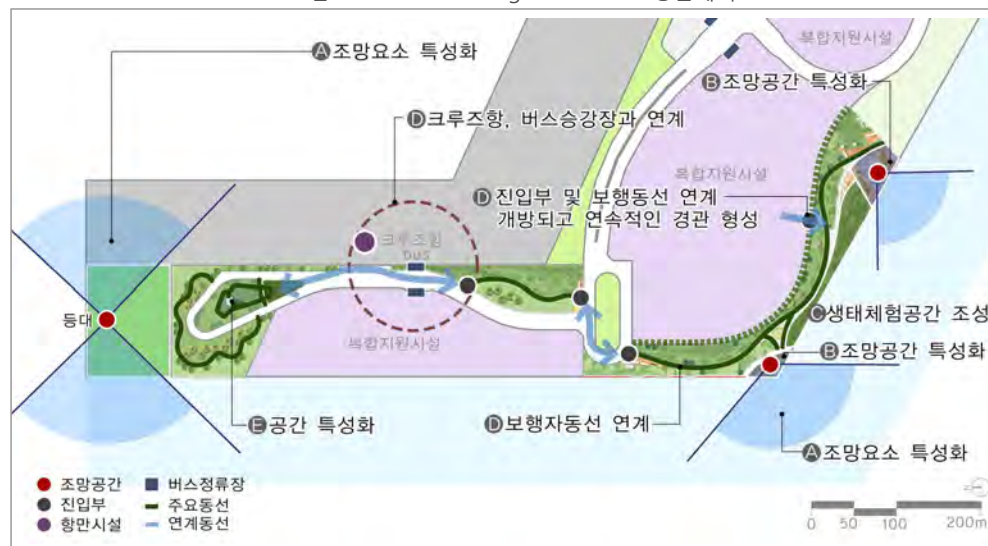 Ⓐ조망요소 특성화
복합지원시설
Ⓑ조망공간 특성화
Ⓓ크루즈항, 버스승강장과 연계
복합지원시설
Ⓓ진입부 및 보행동선 연계
개방되고 연속적인 경관 형성
크루즈항
BUS
등대
Ⓒ생태체험공간 조성
복합지원시설
Ⓑ조망공간 특성화
Ⓔ공간 특성화
Ⓓ보행자동선 연계
Ⓐ조망요소 특성화
조망공간
버스정류장
진입부
주요동선
항만시설
연계동선
0 50 100 200m